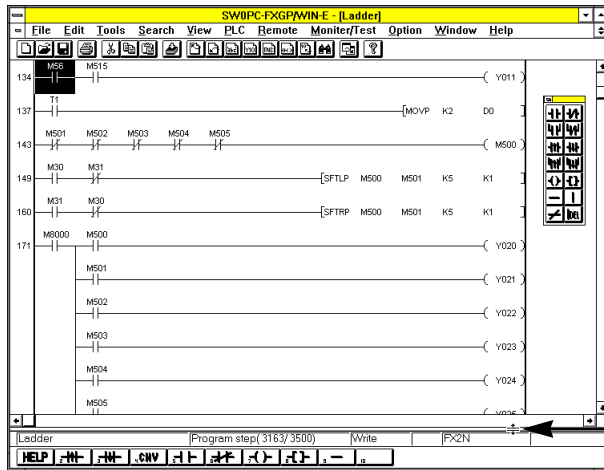 SW0PC-FXGP/WIN-E - [Ladder]
File Edit Tools Search View PLC Remote Moniter/Test Option Window Help
M56 M515
134 Y011
T1
137 MOVP K2 D0
M501 M502 M503 M504 M505
143 M500
M30 M31
149 SFTLP M500 M501 K5 K1
M31 M30
160 SFTRP M500 M501 K5 K1
M8000 M500
171 Y020
M501
Y021
M502
Y022
M503
Y023
M504
Y024
M505
Y025
DEL
Ladder Program step( 3163/ 3500) Write FX2N
HELP CNV